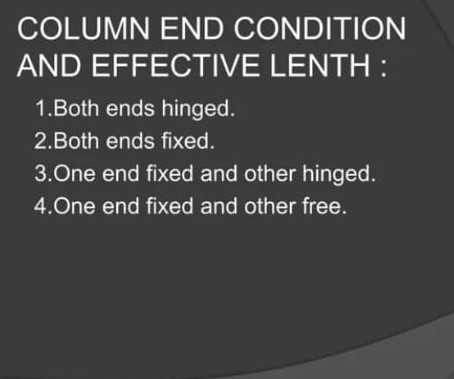 COLUMN END CONDITION
AND EFFECTIVE LENTH :
1.Both ends hinged.
2.Both ends fixed.
3.One end fixed and other hinged.
4.One end fixed and other free.